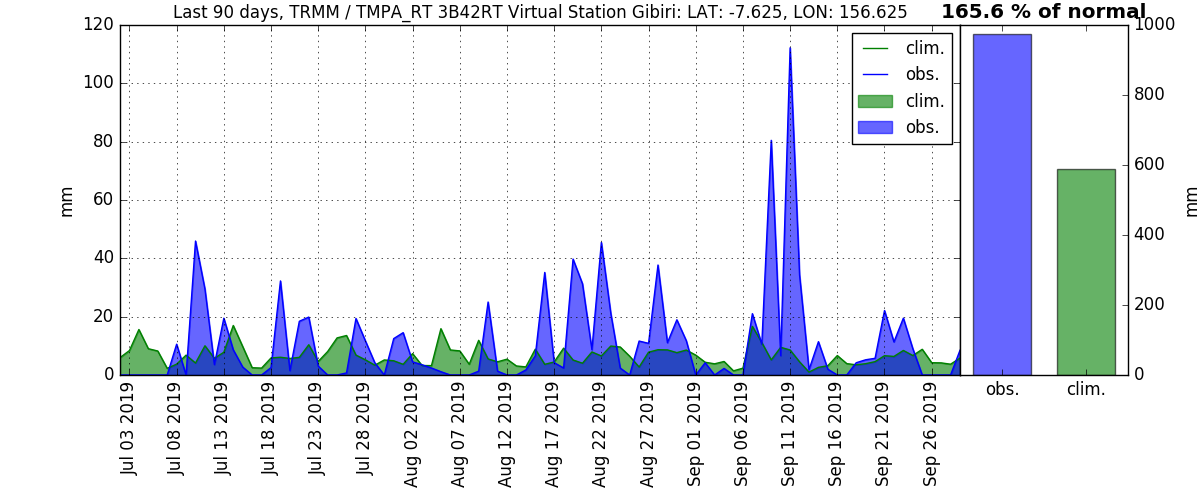 Last 90 days, TRMM / TMPA_RT 3B42RT Virtual Station Gibiri: LAT: -7.625, LON: 156.625
165.6 % of normal
120
100
80
60
40
20
0
mm
clim.
obs.
clim.
obs.
Jul 03 2019
Jul 08 2019
Jul 13 2019
Jul 18 2019
Jul 23 2019
Jul 28 2019
Aug 02 2019
Aug 07 2019
Aug 12 2019
Aug 17 2019
Aug 22 2019
Aug 27 2019
Sep 01 2019
Sep 06 2019
Sep 11 2019
Sep 16 2019
Sep 21 2019
Sep 26 2019
1000
800
600
400
200
0
mm
obs.
clim.